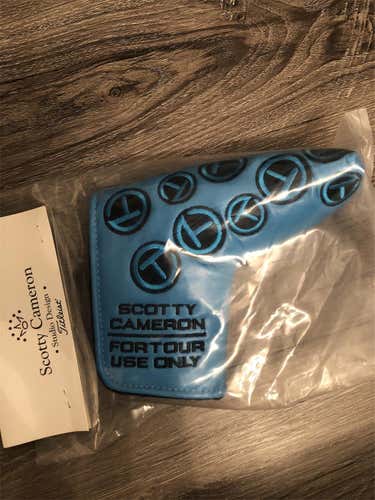 Scotty Cameron
• Studio Design •
Titleist
SCOTTY
CAMERON
FOR TOUR
USE ONLY